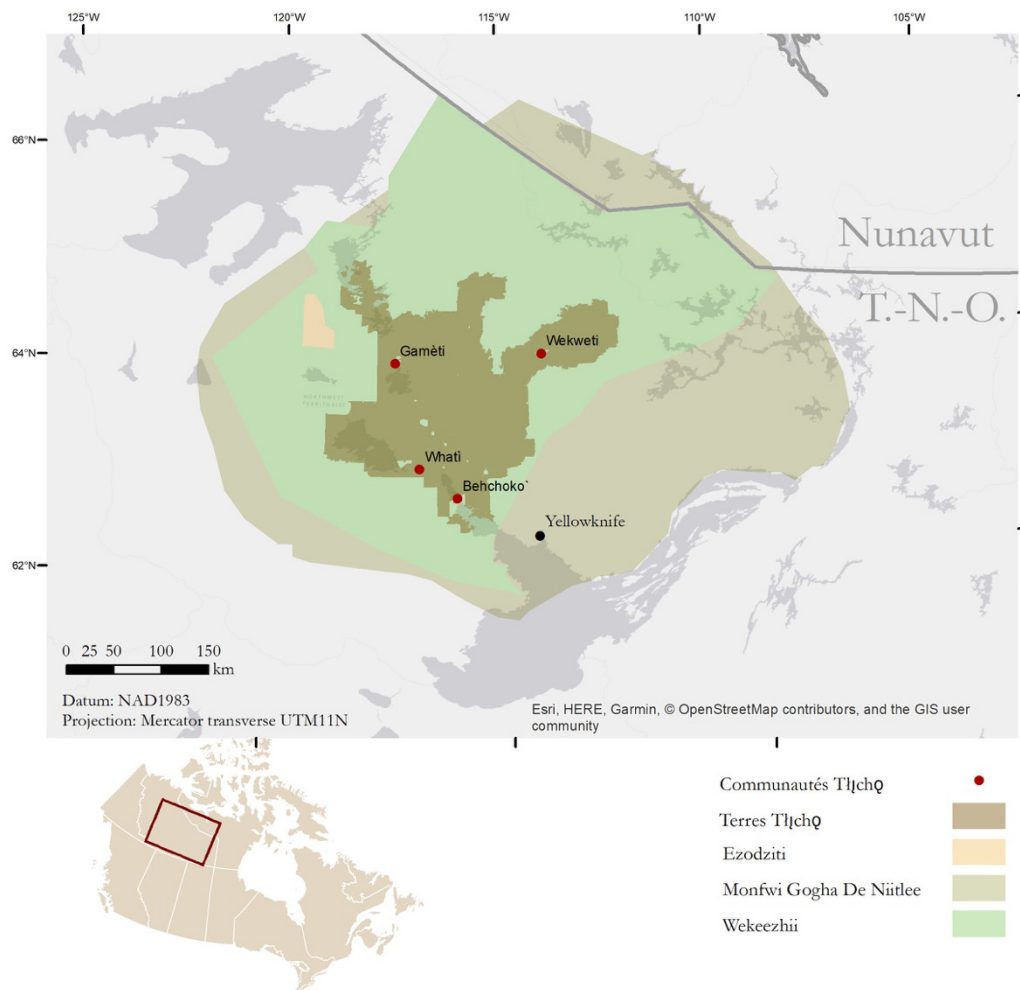 125°W 120°W 115°W 110°W 105°W
66°N
Nunavut
T.-N.-O.
64°N
Gamèti
Wekweti
NORTHWEST
TERRITORIES
Whatì
Behchoko`
Yellowknife
62°N
0 25 50 100 150
km
Datum: NAD1983
Projection: Mercator transverse UTM11N
Esri, HERE, Garmin, © OpenStreetMap contributors, and the GIS user
community
Communautés Tłı̨chǫ
Terres Tłı̨chǫ
Ezodziti
Monfwi Gogha De Niitlee
Wekeezhii